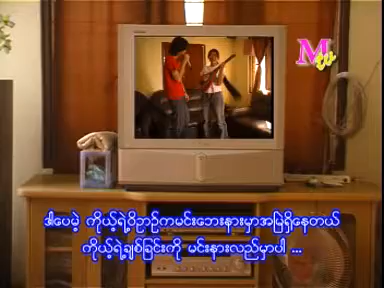 ဒါပေမဲ့ ကိုယ့်ရဲ့ဝိညာဉ်ကမင်းဘေးနားမှာအမြဲရှိနေတယ်
ကိုယ့်ရဲ့ချစ်ခြင်းကို မင်းနားလည်မှာပါ ...